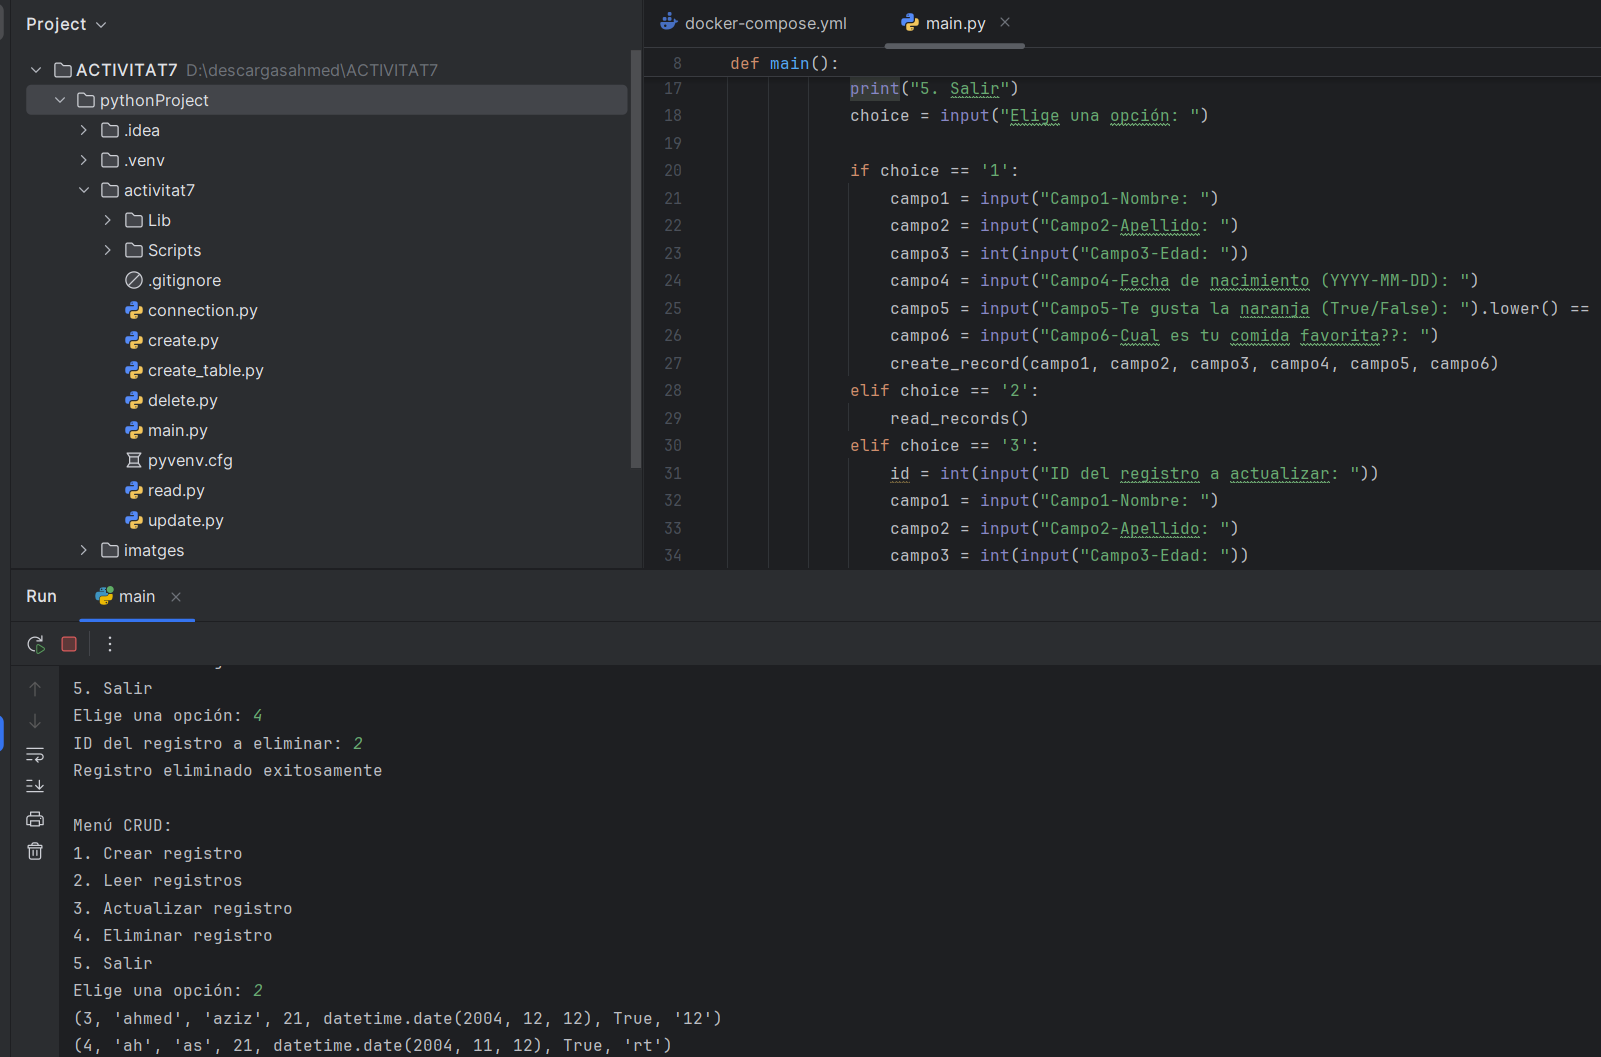 Project
ACTIVITAT7 D:\descargasahmed\ACTIVITAT7
pythonProject
.idea
.venv
activitat7
Lib
Scripts
.gitignore
connection.py
create.py
create_table.py
delete.py
main.py
pyvenv.cfg
read.py
update.py
imatges
docker-compose.yml
main.py
8 def main():
17 print("5. Salir")
18 choice = input("Elige una opción: ")
19
20 if choice == '1':
21 campo1 = input("Campo1-Nombre: ")
22 campo2 = input("Campo2-Apellido: ")
23 campo3 = int(input("Campo3-Edad: "))
24 campo4 = input("Campo4-Fecha de nacimiento (YYYY-MM-DD): ")
25 campo5 = input("Campo5-Te gusta la naranja (True/False): ").lower() ==
26 campo6 = input("Campo6-Cual es tu comida favorita??: ")
27 create_record(campo1, campo2, campo3, campo4, campo5, campo6)
28 elif choice == '2':
29 read_records()
30 elif choice == '3':
31 id = int(input("ID del registro a actualizar: "))
32 campo1 = input("Campo1-Nombre: ")
33 campo2 = input("Campo2-Apellido: ")
34 campo3 = int(input("Campo3-Edad: "))
Run main
5. Salir
Elige una opción: 4
ID del registro a eliminar: 2
Registro eliminado exitosamente
Menú CRUD:
1. Crear registro
2. Leer registros
3. Actualizar registro
4. Eliminar registro
5. Salir
Elige una opción: 2
(3, 'ahmed', 'aziz', 21, datetime.date(2004, 12, 12), True, '12')
(4, 'ah', 'as', 21, datetime.date(2004, 11, 12), True, 'rt')